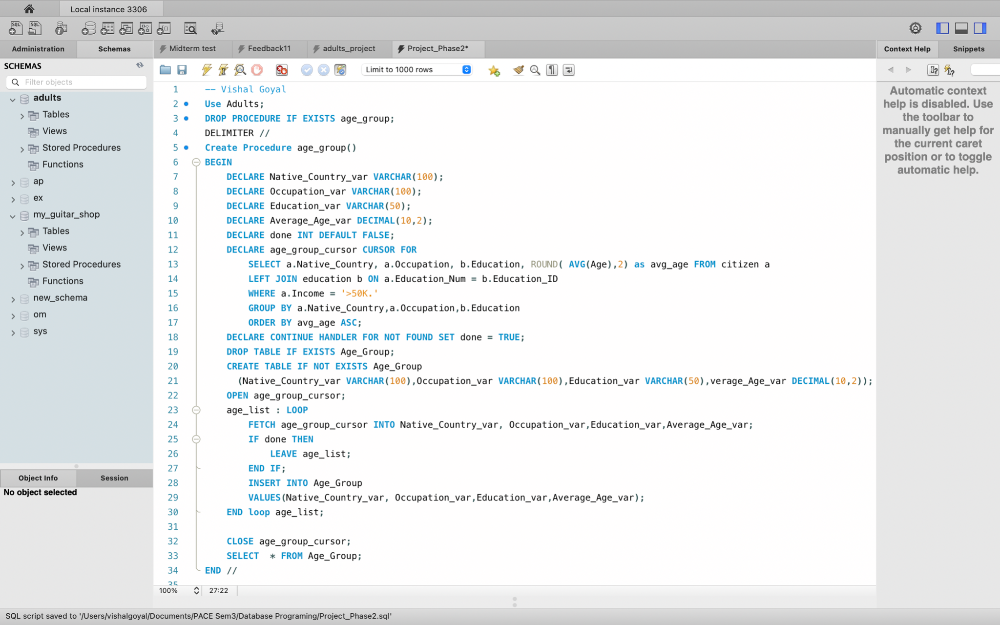 Local instance 3306
Administration
Schemas
Midterm test
Feedback11
adults_project
Project_Phase2*
Context Help
Snippets
SCHEMAS
Filter objects
adults
Tables
Views
Stored Procedures
Functions
ap
ex
my_guitar_shop
Tables
Views
Stored Procedures
Functions
new_schema
om
sys
Object Info
Session
No object selected
SQL
SQL
Limit to 1000 rows
1 -- Vishal Goyal
2 Use Adults;
3 DROP PROCEDURE IF EXISTS age_group;
4 DELIMITER //
5 Create Procedure age_group()
6 BEGIN
7 DECLARE Native_Country_var VARCHAR(100);
8 DECLARE Occupation_var VARCHAR(100);
9 DECLARE Education_var VARCHAR(50);
10 DECLARE Average_Age_var DECIMAL(10,2);
11 DECLARE done INT DEFAULT FALSE;
12 DECLARE age_group_cursor CURSOR FOR
13 SELECT a.Native_Country, a.Occupation, b.Education, ROUND( AVG(Age),2) as avg_age FROM citizen a
14 LEFT JOIN education b ON a.Education_Num = b.Education_ID
15 WHERE a.Income = '>50K.'
16 GROUP BY a.Native_Country,a.Occupation,b.Education
17 ORDER BY avg_age ASC;
18 DECLARE CONTINUE HANDLER FOR NOT FOUND SET done = TRUE;
19 DROP TABLE IF EXISTS Age_Group;
20 CREATE TABLE IF NOT EXISTS Age_Group
21 (Native_Country_var VARCHAR(100),Occupation_var VARCHAR(100),Education_var VARCHAR(50),verage_Age_var DECIMAL(10,2));
22 OPEN age_group_cursor;
23 age_list : LOOP
24 FETCH age_group_cursor INTO Native_Country_var, Occupation_var,Education_var,Average_Age_var;
25 IF done THEN
26 LEAVE age_list;
27 END IF;
28 INSERT INTO Age_Group
29 VALUES(Native_Country_var, Occupation_var,Education_var,Average_Age_var);
30 END loop age_list;
31
32 CLOSE age_group_cursor;
33 SELECT  * FROM Age_Group;
34 END //
35
100%
27:22
Automatic context
help is disabled. Use
the toolbar to
manually get help for
the current caret
position or to toggle
automatic help.
SQL script saved to '/Users/vishalgoyal/Documents/PACE Sem3/Database Programing/Project_Phase2.sql'